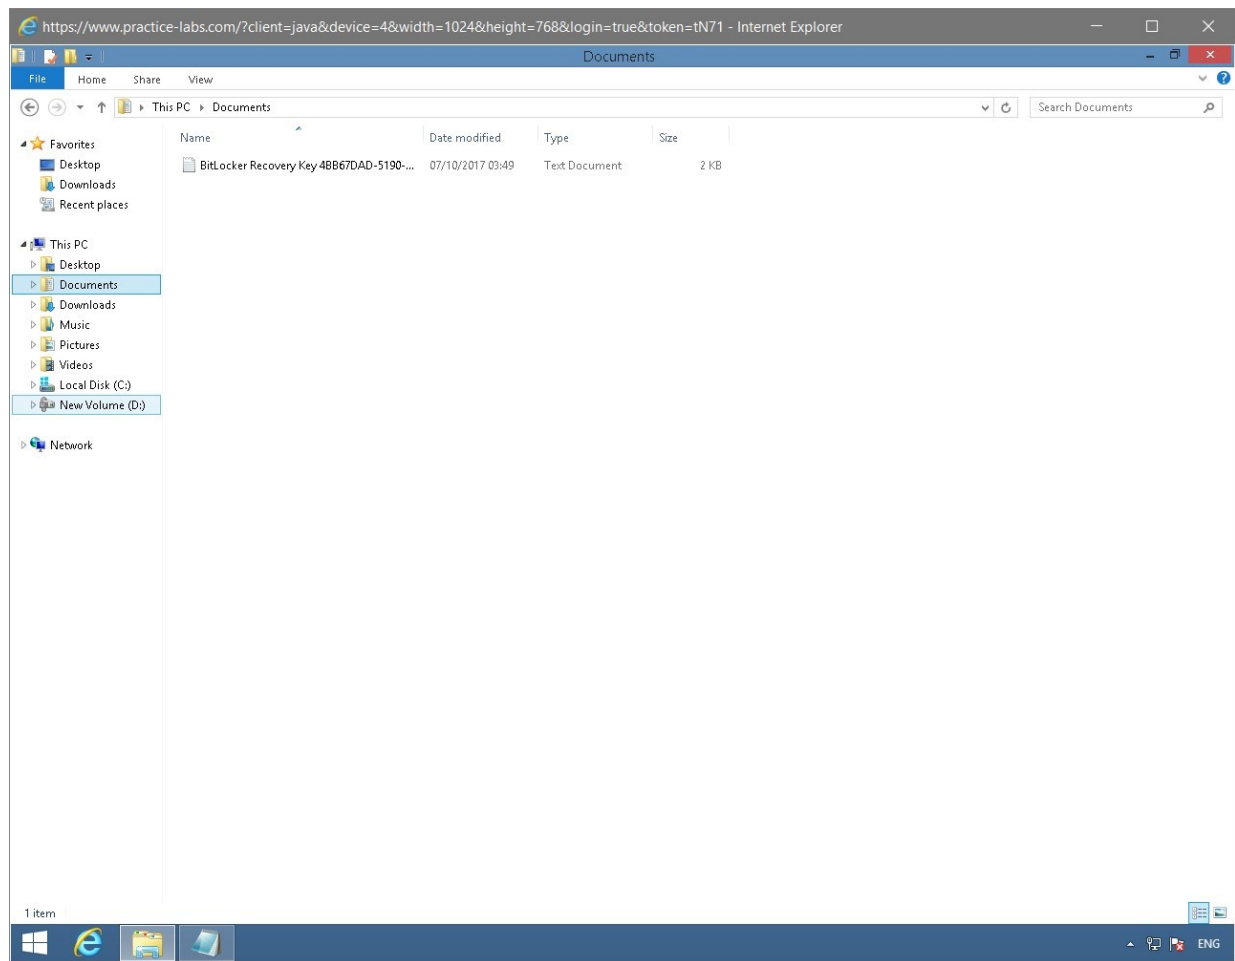 https://www.practice-labs.com/?client=java&device=4&width=1024&height=768&login=true&token=tN71 - Internet Explorer
Documents
File Home Share View
This PC Documents
Search Documents
Favorites
Desktop
Downloads
Recent places
This PC
Desktop
Documents
Downloads
Music
Pictures
Videos
Local Disk (C:)
New Volume (D:)
Network
Name Date modified Type Size
BitLocker Recovery Key 4BB67DAD-5190-... 07/10/2017 03:49 Text Document 2 KB
1 item
ENG